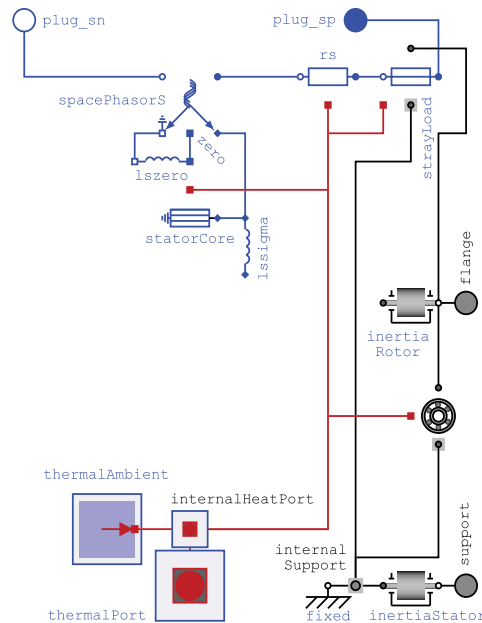 plug_sn
plug_sp
rs
spacePhasorS
strayLoad
zero
lszero
statorCore
lssigma
flange
inertia
Rotor
thermalAmbient
internalHeatPort
support
internal
Support
thermalPort
fixed
inertiaStator